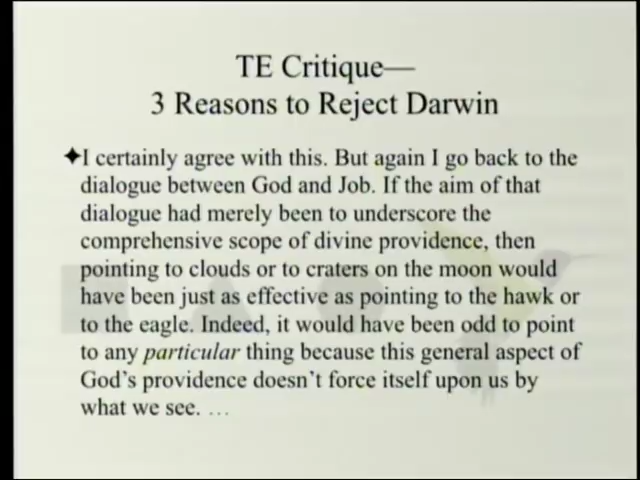 TE Critique—
3 Reasons to Reject Darwin
✦I certainly agree with this. But again I go back to the
dialogue between God and Job. If the aim of that
dialogue had merely been to underscore the
comprehensive scope of divine providence, then
pointing to clouds or to craters on the moon would
have been just as effective as pointing to the hawk or
to the eagle. Indeed, it would have been odd to point
to any particular thing because this general aspect of
God's providence doesn't force itself upon us by
what we see. …